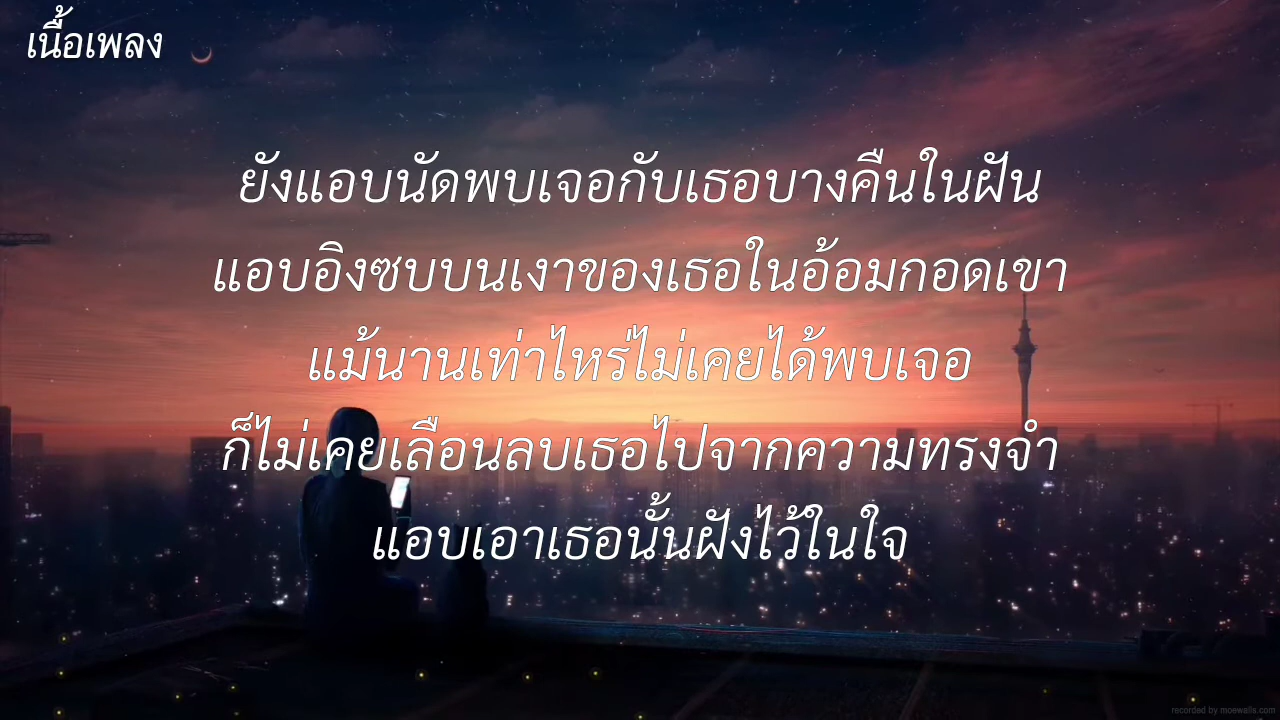 เนื้อเพลง
ยังแอบนัดพบเจอกับเธอบางคืนในฝัน
แอบอิงซบบนเงาของเธอในอ้อมกอดเขา
แม้นานเท่าไหร่ไม่เคยได้พบเจอ
ก็ไม่เคยเลือนลบเธอไปจากความทรงจำ
แอบเอาเธอนั้นฝังไว้ในใจ
recorded by moewalls.com